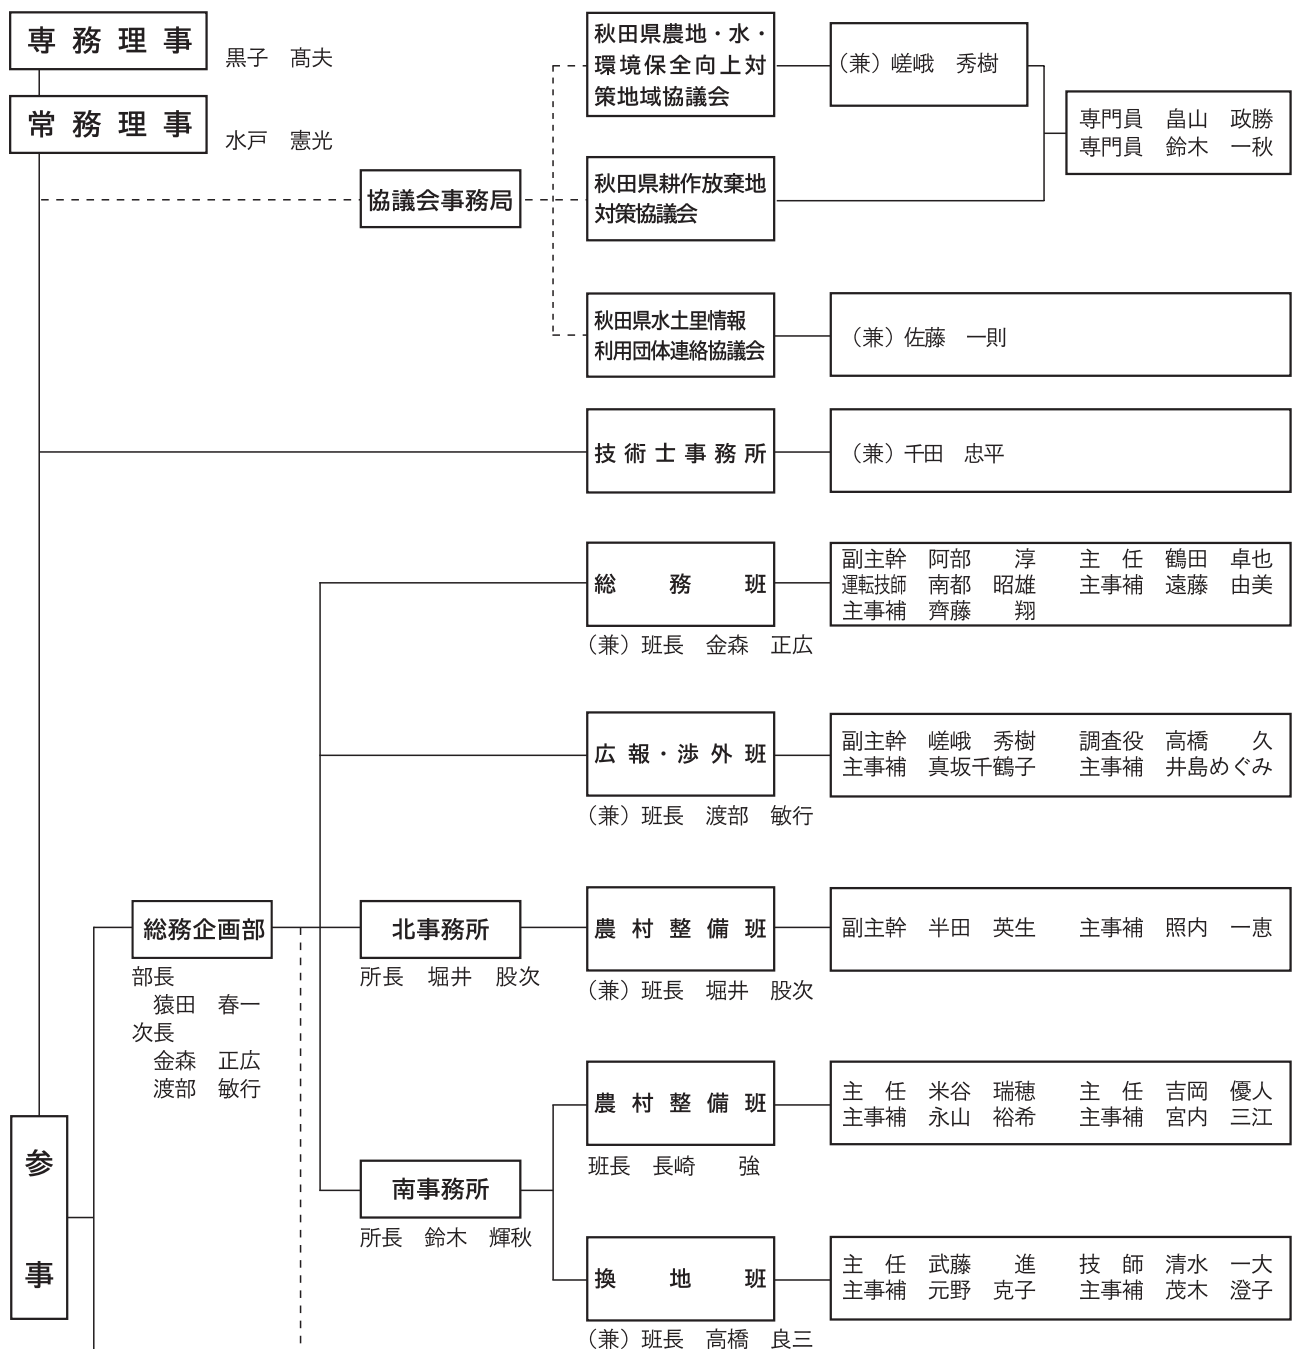 専務理事
黒子　髙夫
常務理事
水戸　憲光
協議会事務局
秋田県農地・水・
環境保全向上対
策地域協議会
（兼）嵯峨　秀樹
専門員　畠山　政勝
専門員　鈴木　一秋
秋田県耕作放棄地
対策協議会
秋田県水土里情報
利用団体連絡協議会
（兼）佐藤　一則
技術士事務所
（兼）千田　忠平
総務班
（兼）班長　金森　正広
副主幹　阿部　　淳　　主　任　鶴田　卓也
運転技師　南都　昭雄　　主事補　遠藤　由美
主事補　齊藤　　翔
広報・渉外班
（兼）班長　渡部　敏行
副主幹　嵯峨　秀樹　　調査役　高橋　　久
主事補　真坂千鶴子　　主事補　井島めぐみ
総務企画部
部長
猿田　春一
次長
金森　正広
渡部　敏行
北事務所
所長　堀井　股次
農村整備班
（兼）班長　堀井　股次
副主幹　半田　英生　　主事補　照内　一恵
南事務所
所長　鈴木　輝秋
農村整備班
班長　長崎　　強
主　任　米谷　瑞穂　　主　任　吉岡　優人
主事補　永山　裕希　　主事補　宮内　三江
換地班
（兼）班長　高橋　良三
主　任　武藤　　進　　技　師　清水　一大
主事補　元野　克子　　主事補　茂木　澄子
参事